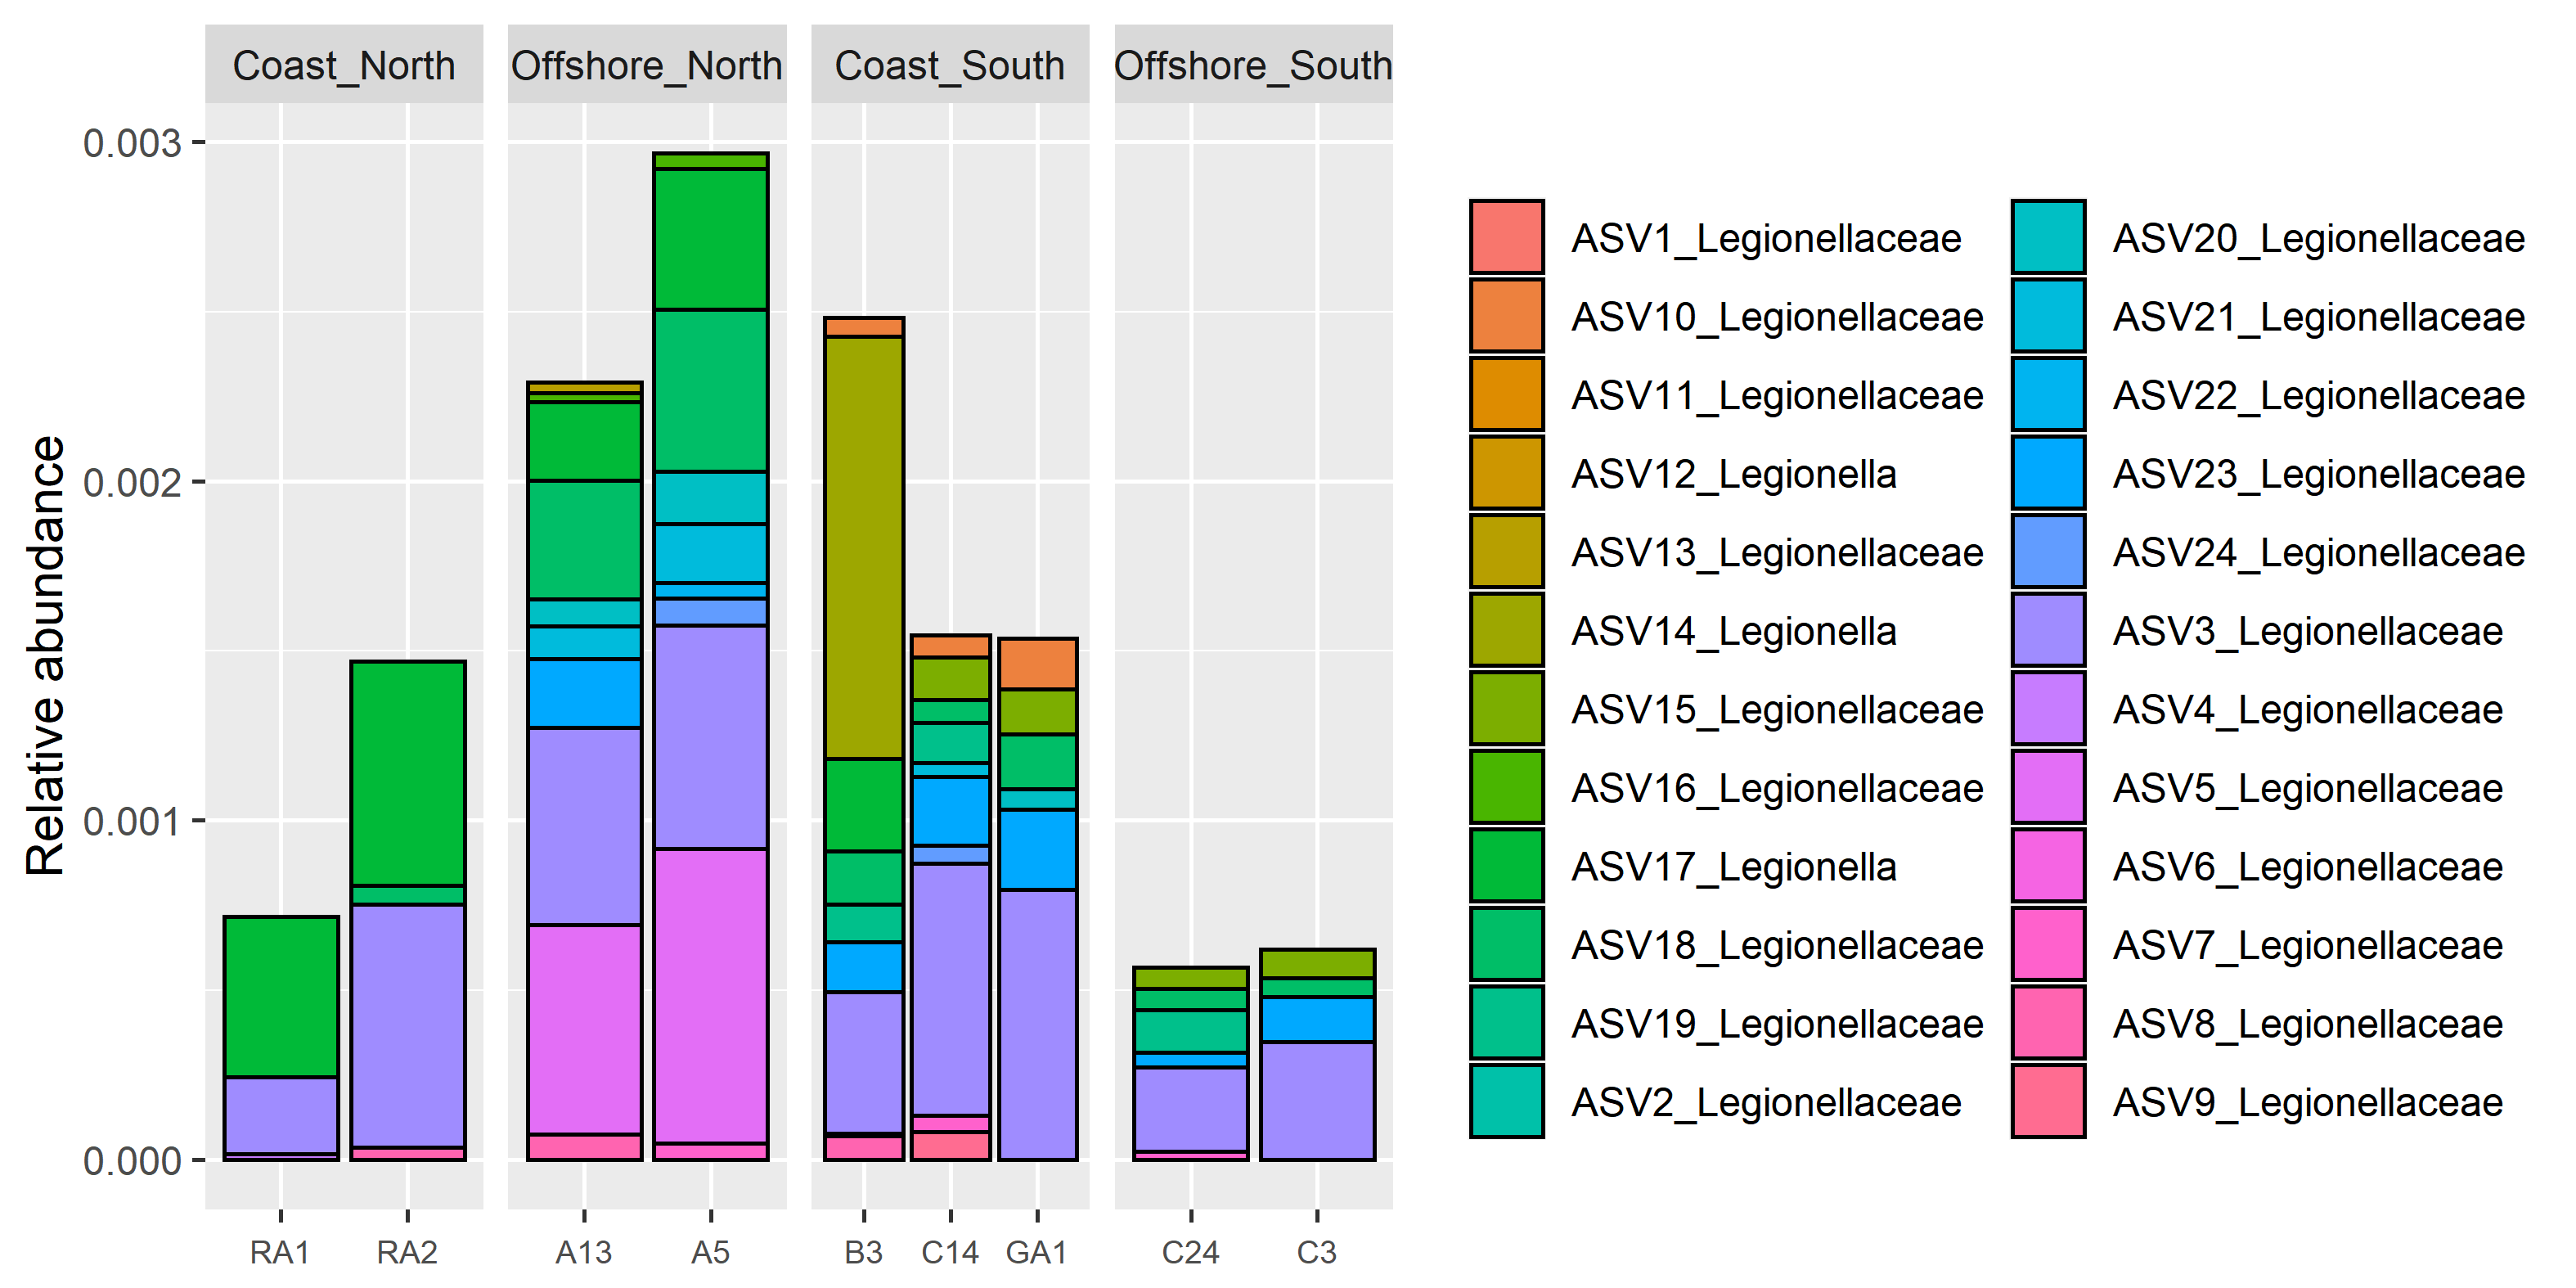 Coast_North
Offshore_North
Coast_South
Offshore_South
Relative abundance
0.003
0.002
0.001
0.000
RA1
RA2
A13
A5
B3
C14
GA1
C24
C3
ASV1_Legionellaceae
ASV10_Legionellaceae
ASV11_Legionellaceae
ASV12_Legionella
ASV13_Legionellaceae
ASV14_Legionella
ASV15_Legionellaceae
ASV16_Legionellaceae
ASV17_Legionella
ASV18_Legionellaceae
ASV19_Legionellaceae
ASV2_Legionellaceae
ASV20_Legionellaceae
ASV21_Legionellaceae
ASV22_Legionellaceae
ASV23_Legionellaceae
ASV24_Legionellaceae
ASV3_Legionellaceae
ASV4_Legionellaceae
ASV5_Legionellaceae
ASV6_Legionellaceae
ASV7_Legionellaceae
ASV8_Legionellaceae
ASV9_Legionellaceae